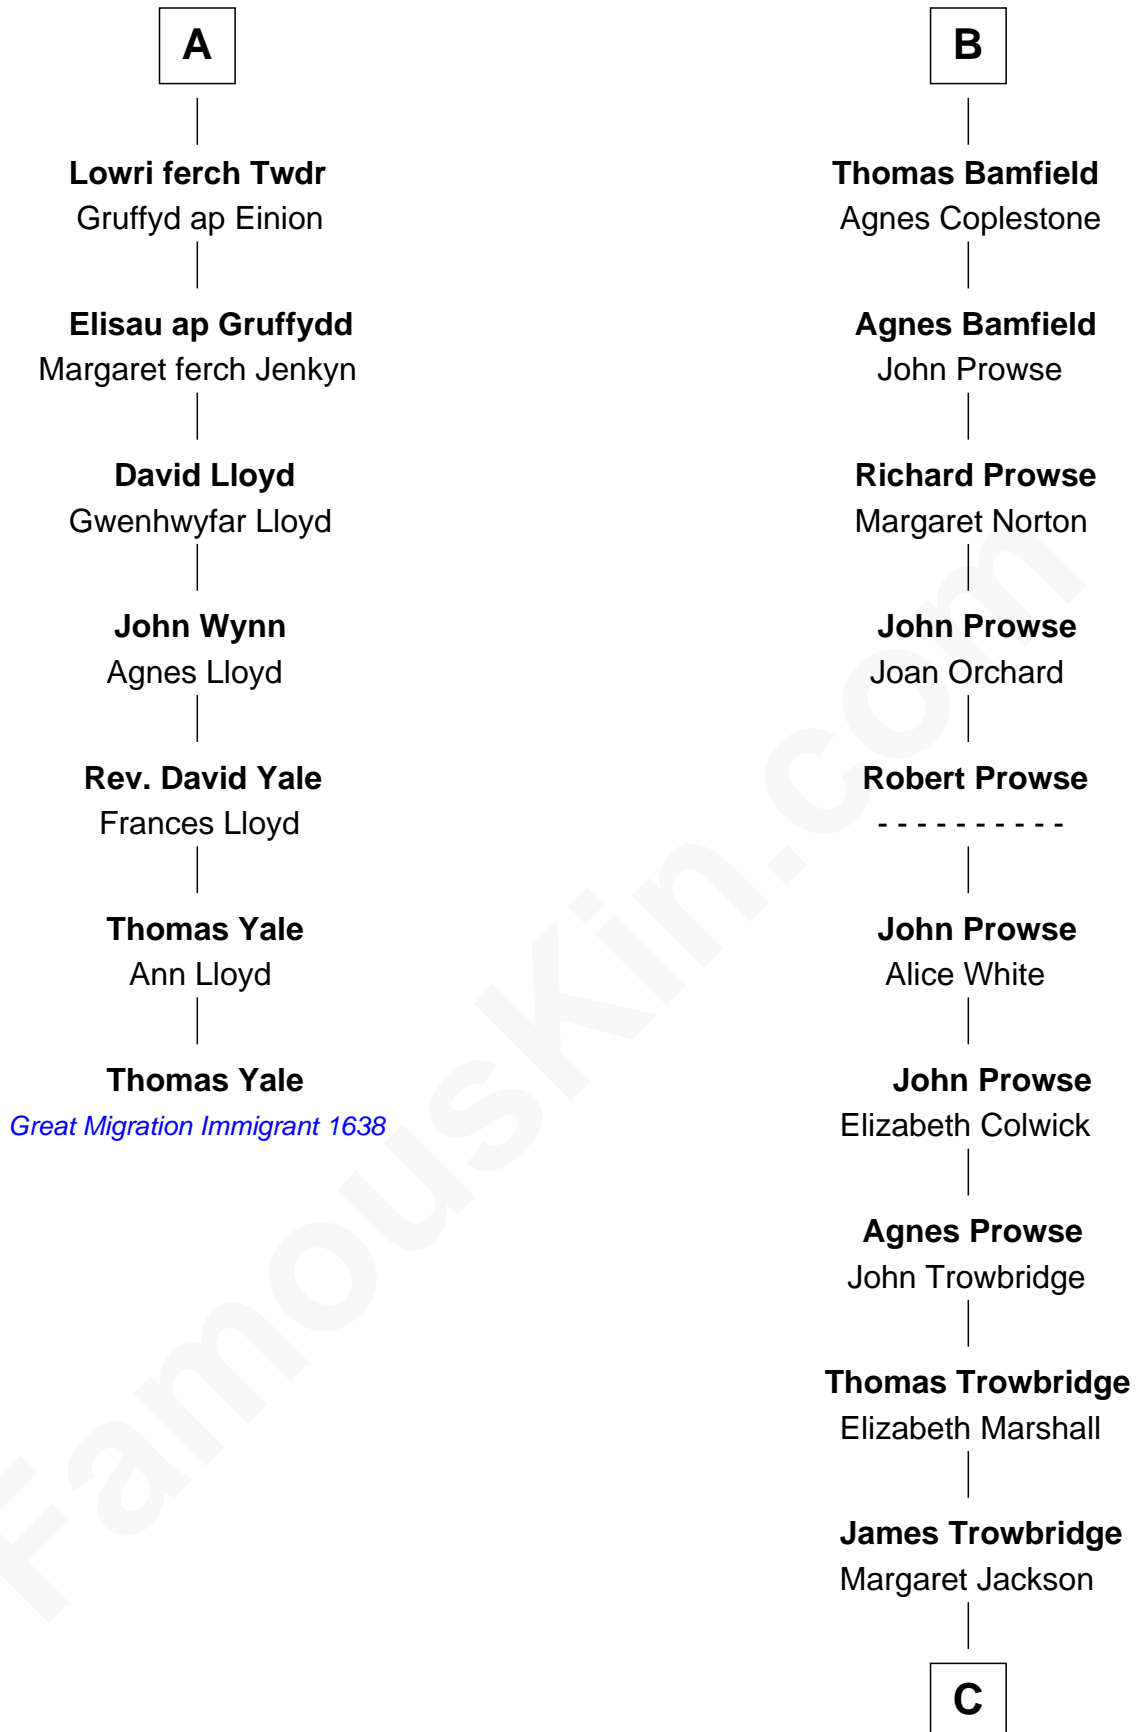 A
Lowri ferch Twdr
Gruffyd ap Einion
Elisau ap Gruffydd
Margaret ferch Jenkyn
David Lloyd
Gwenhwyfar Lloyd
John Wynn
Agnes Lloyd
Rev. David Yale
Frances Lloyd
Thomas Yale
Ann Lloyd
Thomas Yale
Great Migration Immigrant 1638
B
Thomas Bamfield
Agnes Coplestone
Agnes Bamfield
John Prowse
Richard Prowse
Margaret Norton
John Prowse
Joan Orchard
Robert Prowse
- - - - - - - - - -
John Prowse
Alice White
John Prowse
Elizabeth Colwick
Agnes Prowse
John Trowbridge
Thomas Trowbridge
Elizabeth Marshall
James Trowbridge
Margaret Jackson
C
FamousKin.com